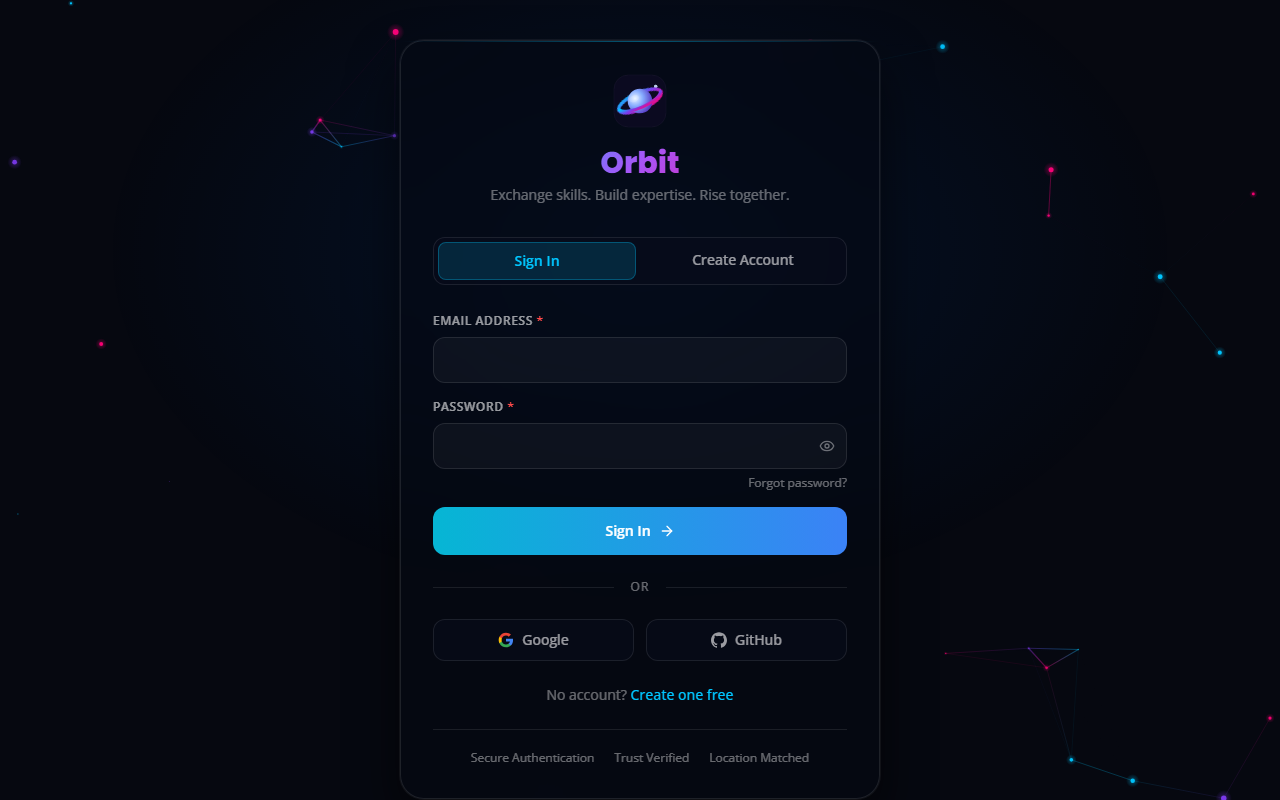 Orbit
Exchange skills. Build expertise. Rise together.
Sign In
Create Account
EMAIL ADDRESS *
PASSWORD *
Forgot password?
Sign In →
OR
Google
GitHub
No account? Create one free
Secure Authentication Trust Verified Location Matched